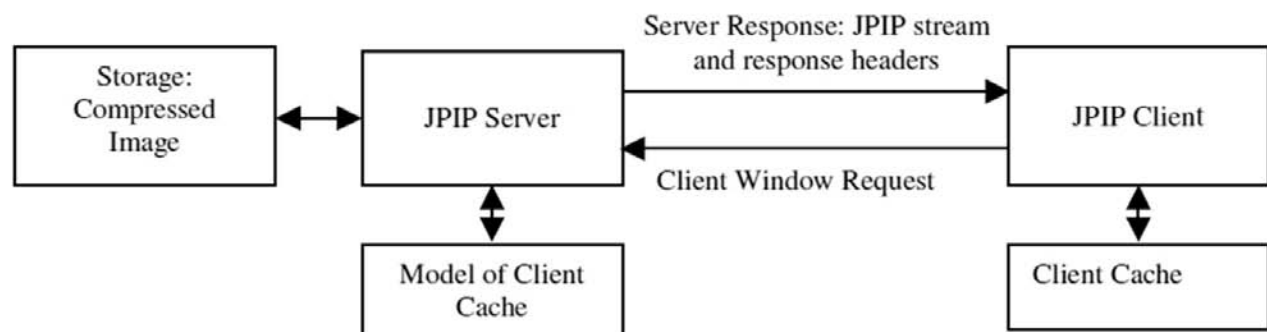 Server Response: JPIP stream
and response headers
Storage:
Compressed
Image
JPIP Server
JPIP Client
Client Window Request
Model of Client
Cache
Client Cache